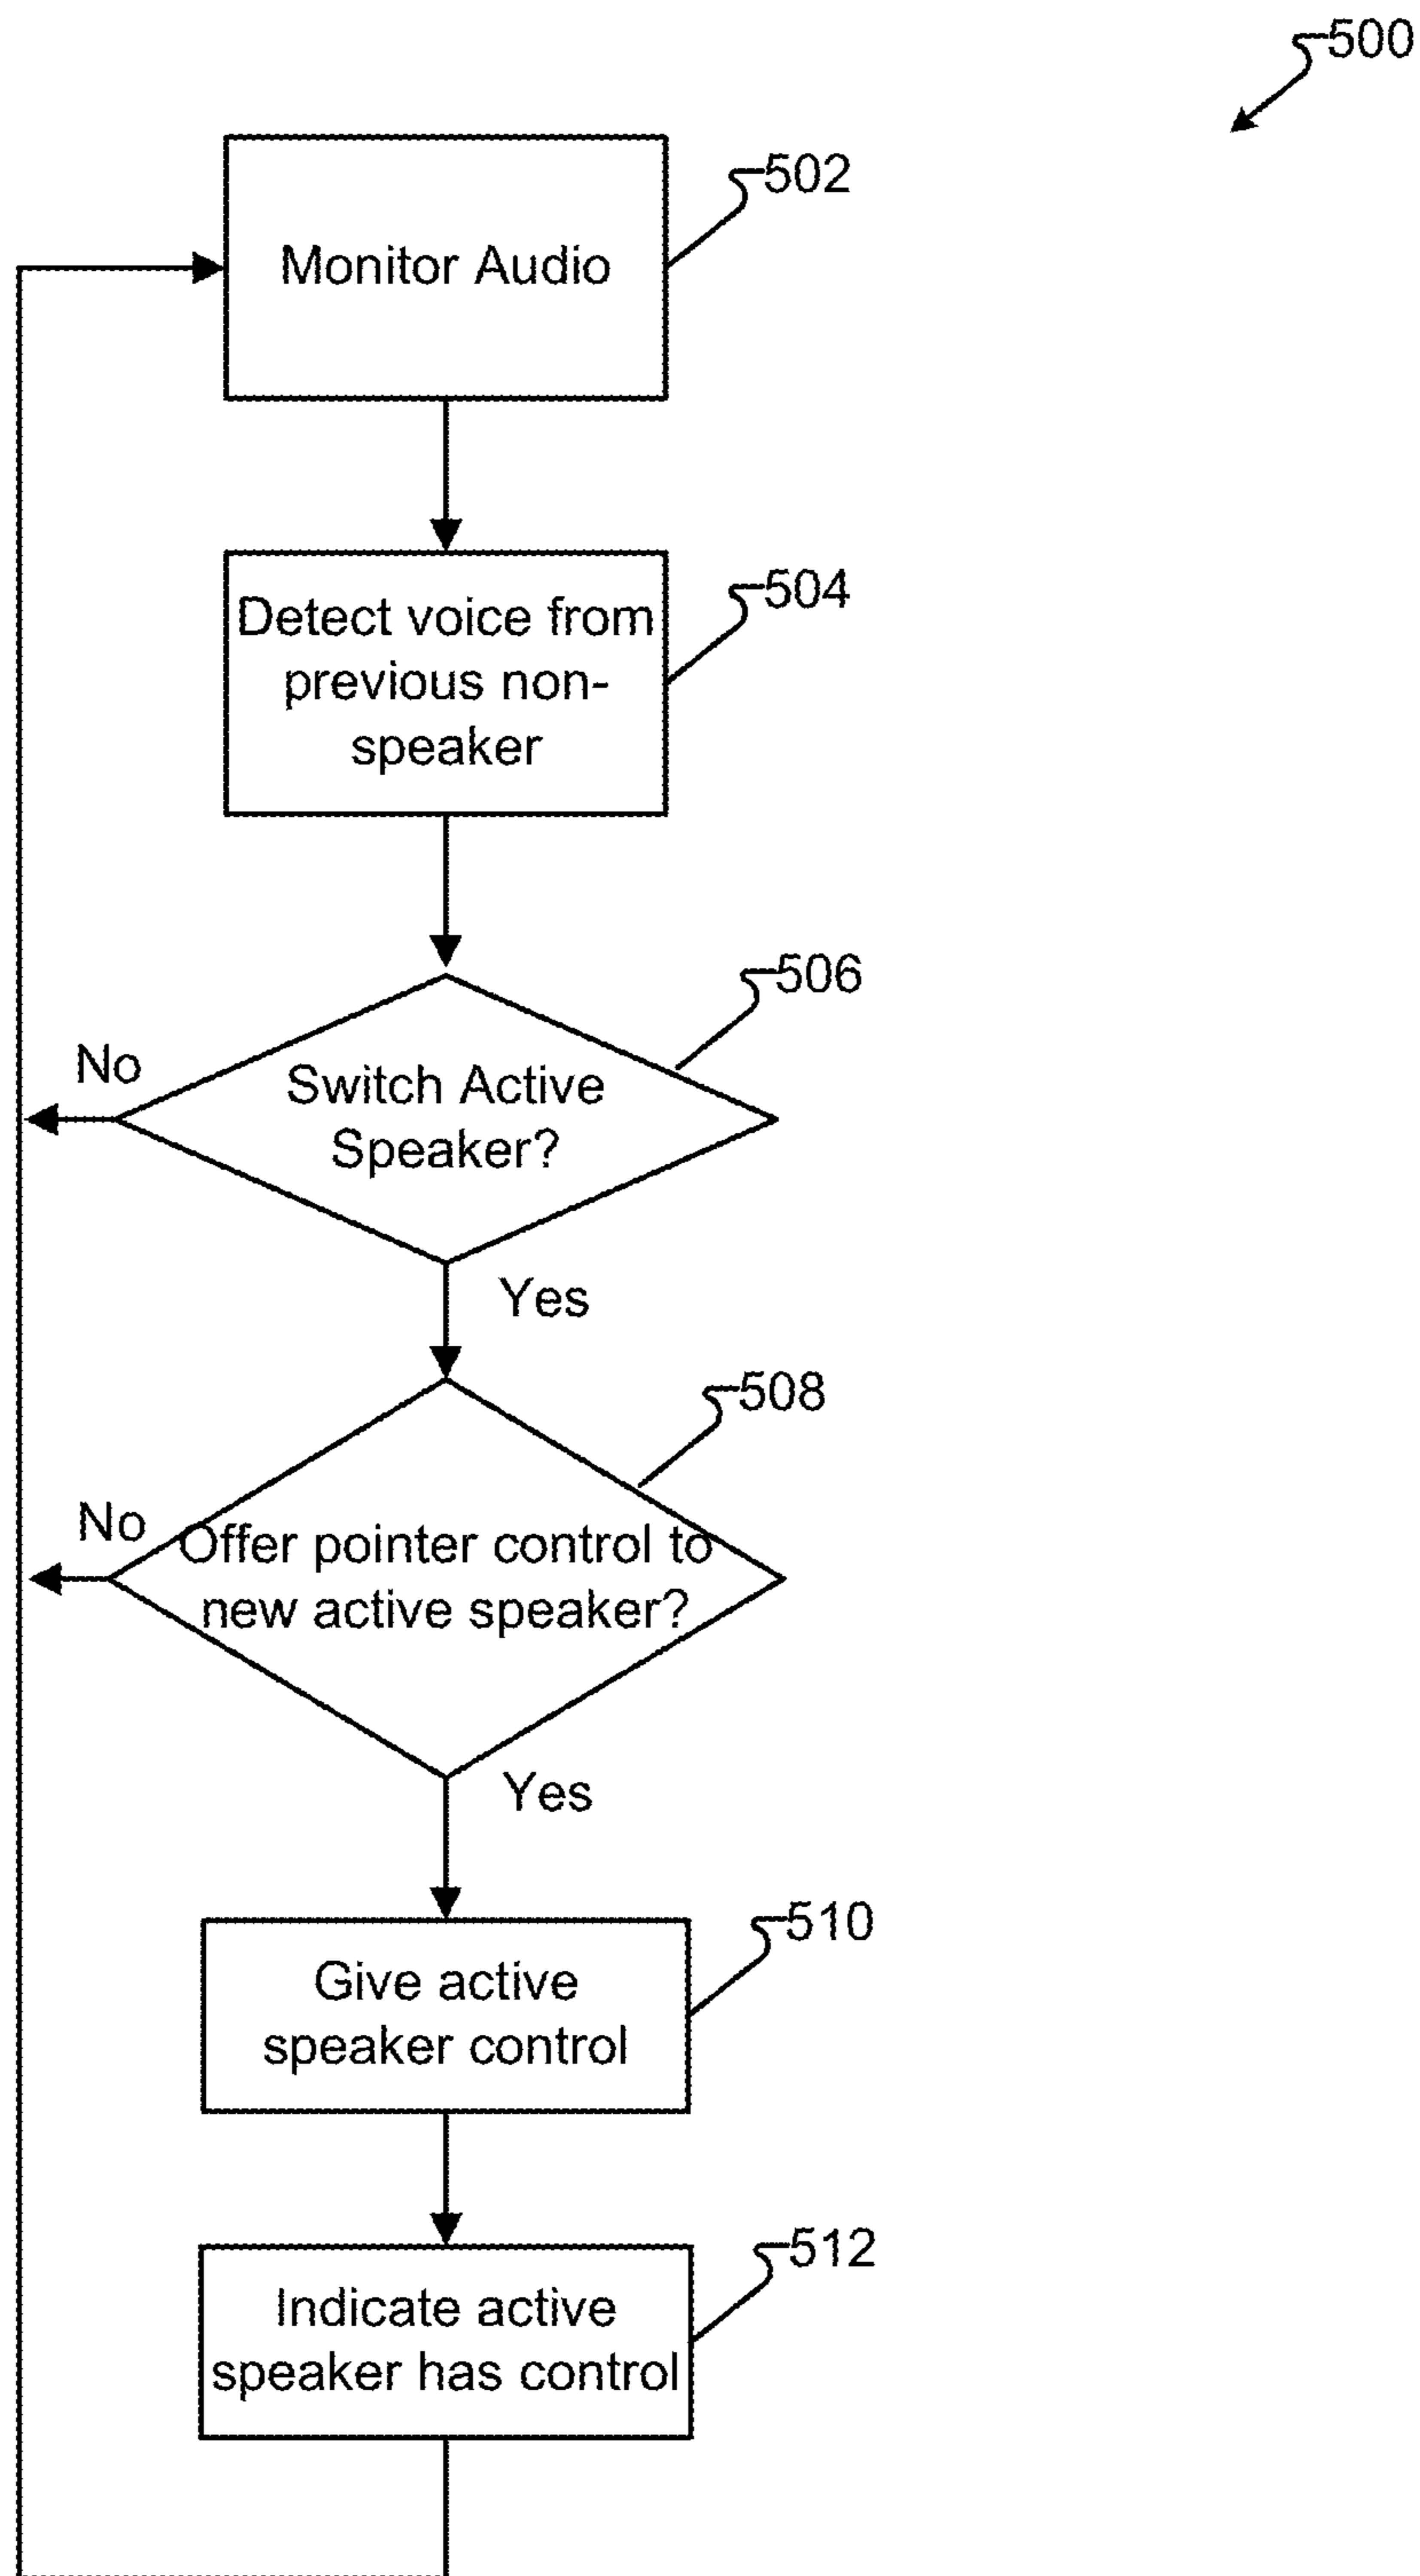 500
502
Monitor Audio
504
Detect voice from
previous non-
speaker
506
No
Switch Active
Speaker?
Yes
508
No
Offer pointer control to
new active speaker?
Yes
510
Give active
speaker control
512
Indicate active
speaker has control